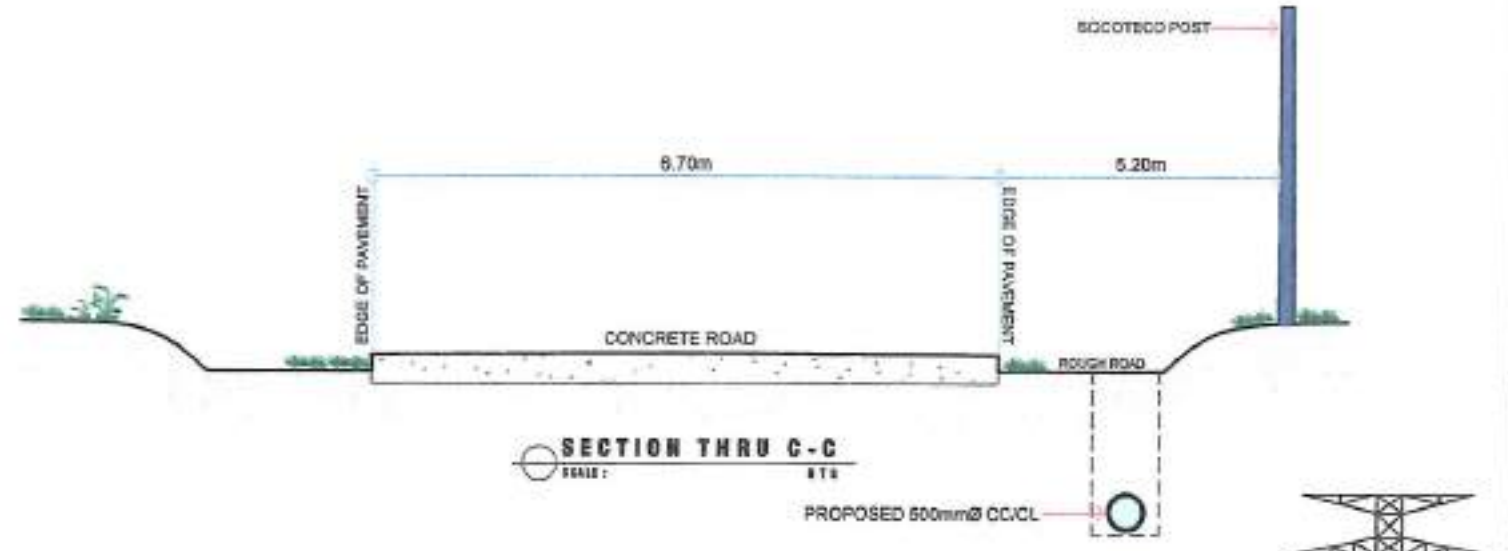 SOCOTECO POST
6.70m
5.20m
EDGE OF PAVEMENT
EDGE OF PAVEMENT
CONCRETE ROAD
ROUGH ROAD
SECTION THRU C-C
SCALE : NTS
PROPOSED 500mmØ CC/CL